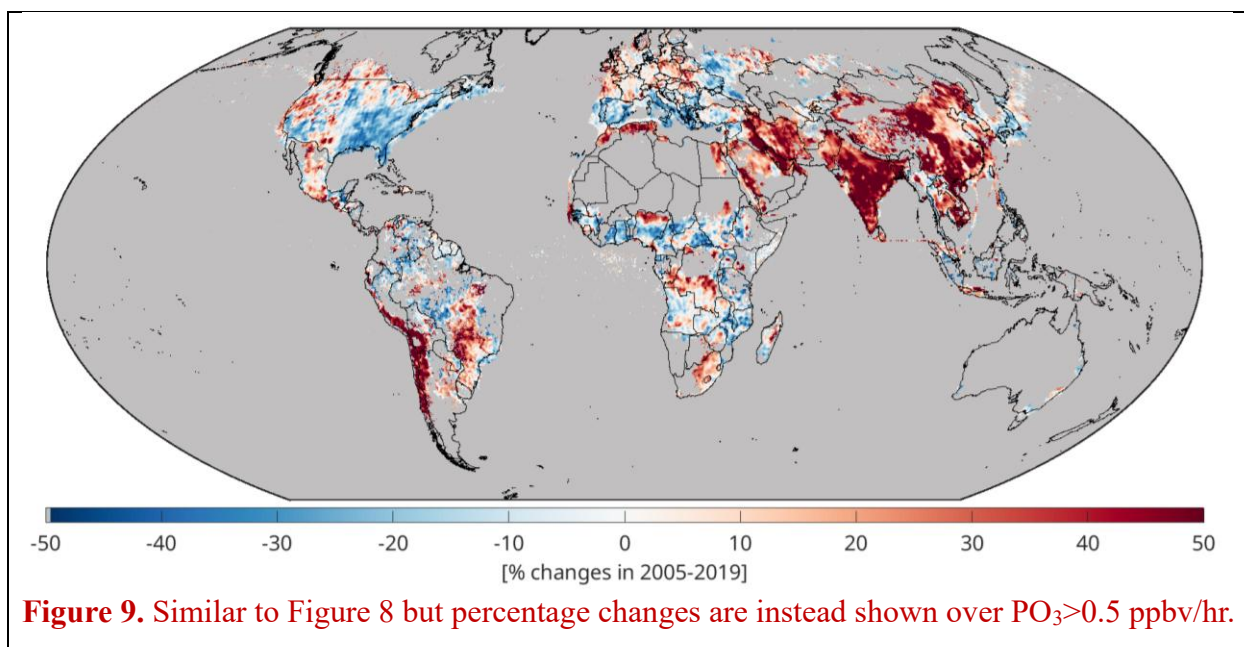 -50 -40 -30 -20 -10 0 10 20 30 40 50
[% changes in 2005-2019]
Figure 9. Similar to Figure 8 but percentage changes are instead shown over PO₃>0.5 ppbv/hr.